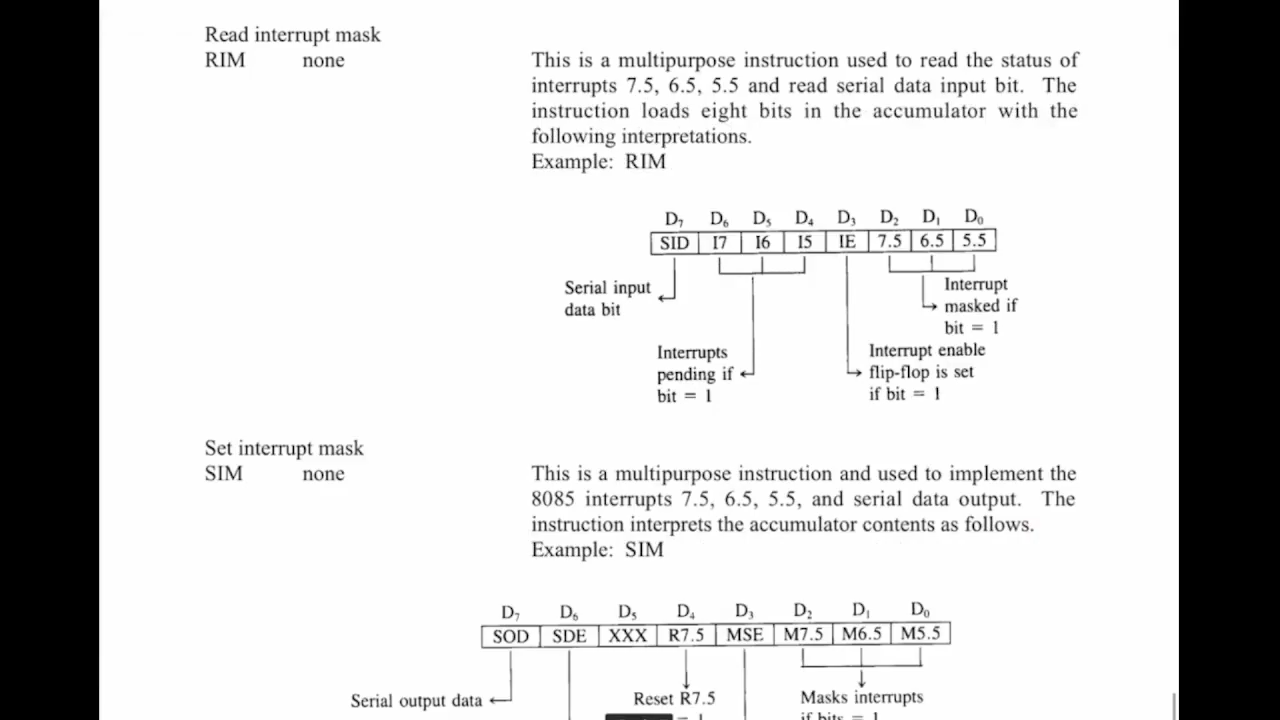 Read interrupt mask
RIM none This is a multipurpose instruction used to read the status of
interrupts 7.5, 6.5, 5.5 and read serial data input bit. The
instruction loads eight bits in the accumulator with the
following interpretations.
Example: RIM
D7 D6 D5 D4 D3 D2 D1 D0
SID I7 I6 I5 IE 7.5 6.5 5.5
Serial input
data bit
Interrupt
masked if
bit = 1
Interrupts
pending if
bit = 1
Interrupt enable
flip-flop is set
if bit = 1
Set interrupt mask
SIM none This is a multipurpose instruction and used to implement the
8085 interrupts 7.5, 6.5, 5.5, and serial data output. The
instruction interprets the accumulator contents as follows.
Example: SIM
D7 D6 D5 D4 D3 D2 D1 D0
SOD SDE XXX R7.5 MSE M7.5 M6.5 M5.5
Serial output data
Reset R7.5
= 1
Masks interrupts
if bits = 1